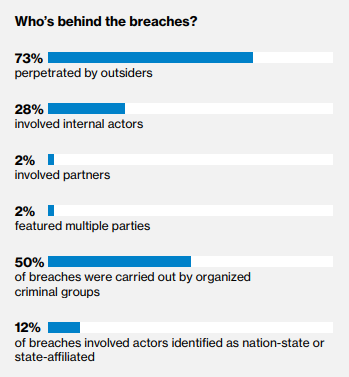 Who's behind the breaches?
73%
perpetrated by outsiders
28%
involved internal actors
2%
involved partners
2%
featured multiple parties
50%
of breaches were carried out by organized
criminal groups
12%
of breaches involved actors identified as nation-state or
state-affiliated